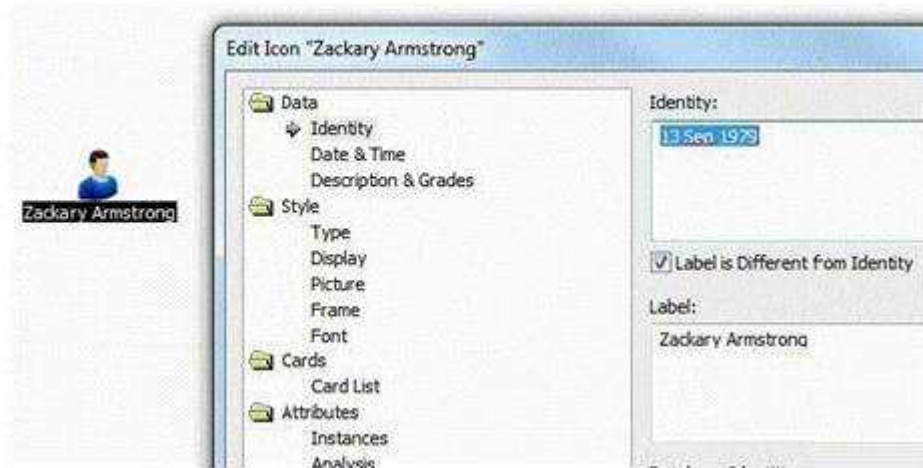 Edit Icon "Zackary Armstrong"
Zackary Armstrong
Data
Identity
Date & Time
Description & Grades
Style
Type
Display
Picture
Frame
Font
Cards
Card List
Attributes
Instances
Analysis
Identity:
13 Sep 1979
Label is Different from Identity
Label:
Zackary Armstrong